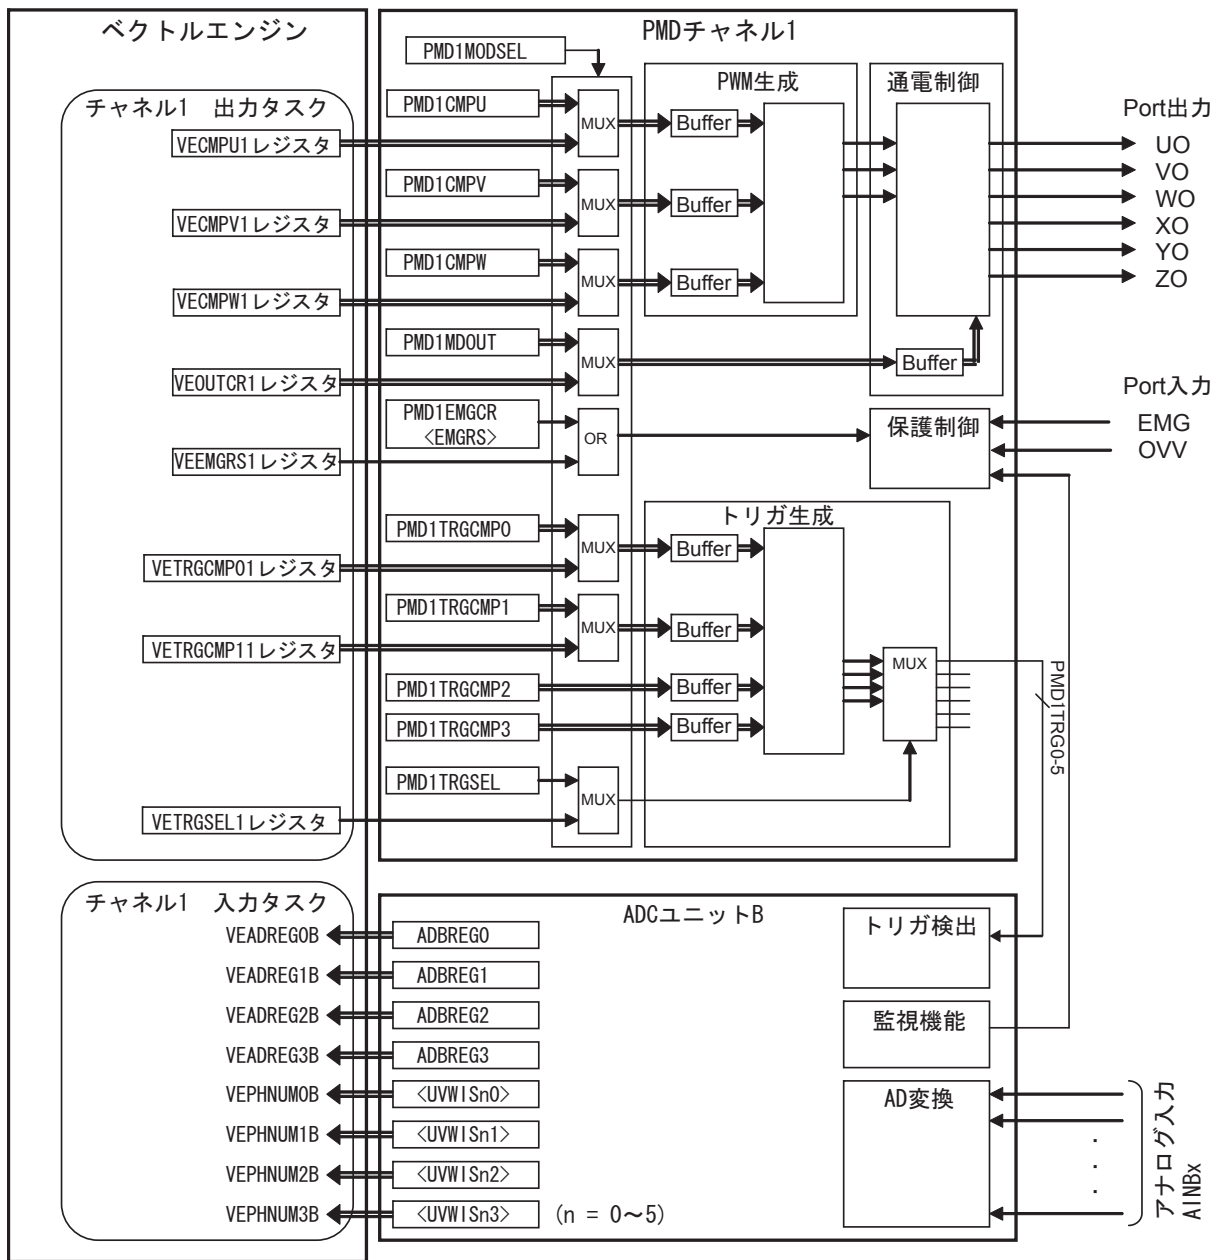 ベクトルエンジン
チャネル1 出力タスク
VECMPU1レジスタ
VECMPV1レジスタ
VECMPW1レジスタ
VEOUTCR1レジスタ
VEEMGRS1レジスタ
VETRGCMP01レジスタ
VETRGCMP11レジスタ
VETRGSEL1レジスタ
PMDチャネル1
PMD1MODSEL
PMD1CMPU
PMD1CMPV
PMD1CMPW
PMD1MDOUT
PMD1EMGCR
<EMGRS>
PMD1TRGCMP0
PMD1TRGCMP1
PMD1TRGCMP2
PMD1TRGCMP3
PMD1TRGSEL
MUX
MUX
MUX
MUX
OR
MUX
MUX
MUX
PWM生成
Buffer
Buffer
Buffer
通電制御
Buffer
保護制御
トリガ生成
Buffer
Buffer
Buffer
Buffer
MUX
PMD1TRG0-5
Port出力
UO
VO
WO
XO
YO
ZO
Port入力
EMG
OVV
チャネル1 入力タスク
VEADREG0B
VEADREG1B
VEADREG2B
VEADREG3B
VEPHNUM0B
VEPHNUM1B
VEPHNUM2B
VEPHNUM3B
ADCユニットB
ADBREG0
ADBREG1
ADBREG2
ADBREG3
<UVWISn0>
<UVWISn1>
<UVWISn2>
<UVWISn3>
(n = 0～5)
トリガ検出
監視機能
AD変換
アナログ入力
AINBx